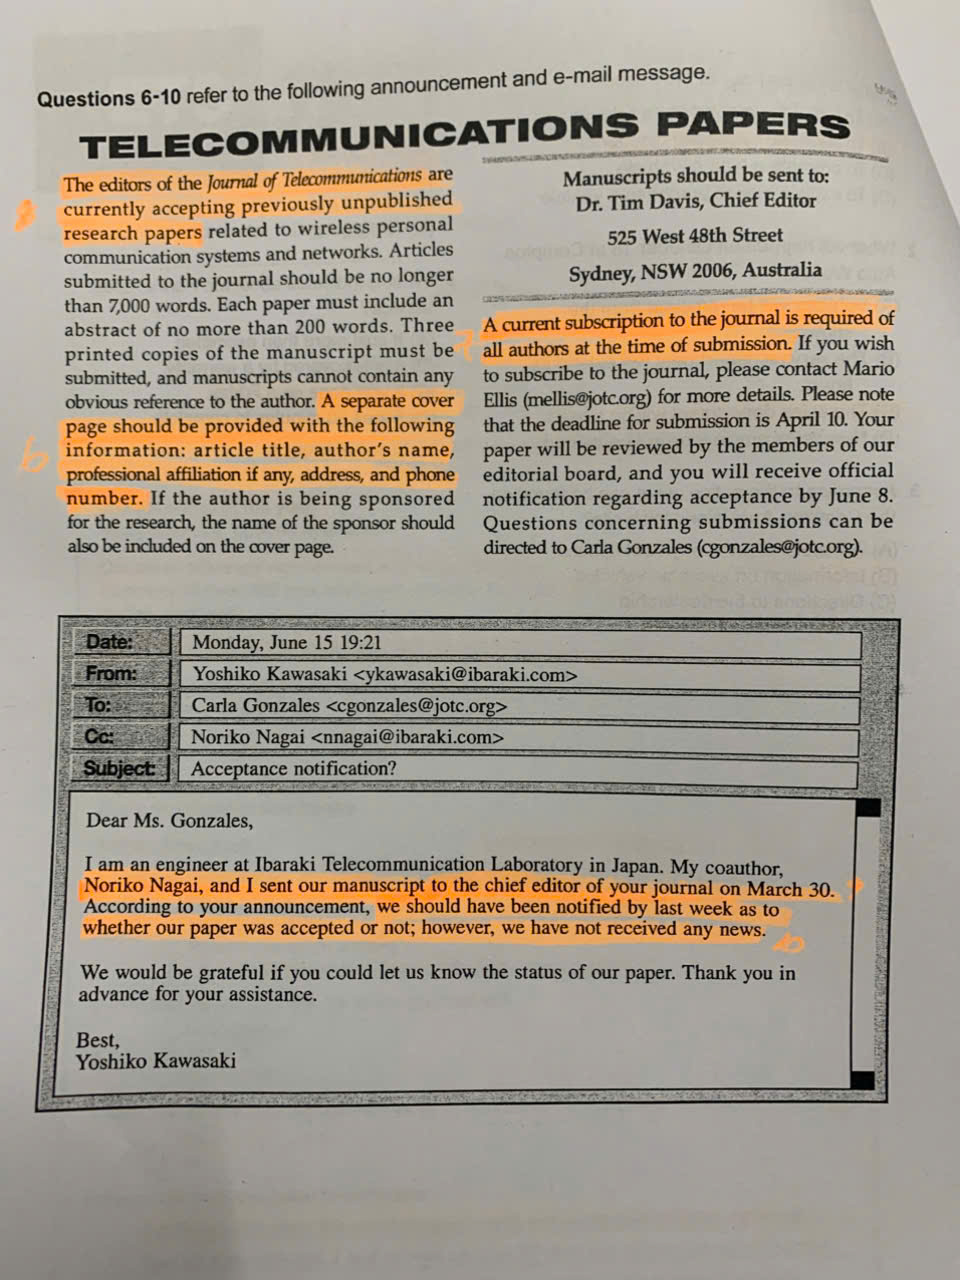 Questions 6-10 refer to the following announcement and e-mail message.
TELECOMMUNICATIONS PAPERS
The editors of the Journal of Telecommunications are
currently accepting previously unpublished
research papers related to wireless personal
communication systems and networks. Articles
submitted to the journal should be no longer
than 7,000 words. Each paper must include an
abstract of no more than 200 words. Three
printed copies of the manuscript must be
submitted, and manuscripts cannot contain any
obvious reference to the author. A separate cover
page should be provided with the following
information: article title, author's name,
professional affiliation if any, address, and phone
number. If the author is being sponsored
for the research, the name of the sponsor should
also be included on the cover page.
Manuscripts should be sent to:
Dr. Tim Davis, Chief Editor
525 West 48th Street
Sydney, NSW 2006, Australia
A current subscription to the journal is required of
all authors at the time of submission. If you wish
to subscribe to the journal, please contact Mario
Ellis (mellis@jotc.org) for more details. Please note
that the deadline for submission is April 10. Your
paper will be reviewed by the members of our
editorial board, and you will receive official
notification regarding acceptance by June 8.
Questions concerning submissions can be
directed to Carla Gonzales (cgonzales@jotc.org).
Date: Monday, June 15 19:21
From: Yoshiko Kawasaki <ykawasaki@ibaraki.com>
To: Carla Gonzales <cgonzales@jotc.org>
Cc: Noriko Nagai <nnagai@ibaraki.com>
Subject: Acceptance notification?
Dear Ms. Gonzales,
I am an engineer at Ibaraki Telecommunication Laboratory in Japan. My coauthor,
Noriko Nagai, and I sent our manuscript to the chief editor of your journal on March 30.
According to your announcement, we should have been notified by last week as to
whether our paper was accepted or not; however, we have not received any news.
We would be grateful if you could let us know the status of our paper. Thank you in
advance for your assistance.
Best,
Yoshiko Kawasaki